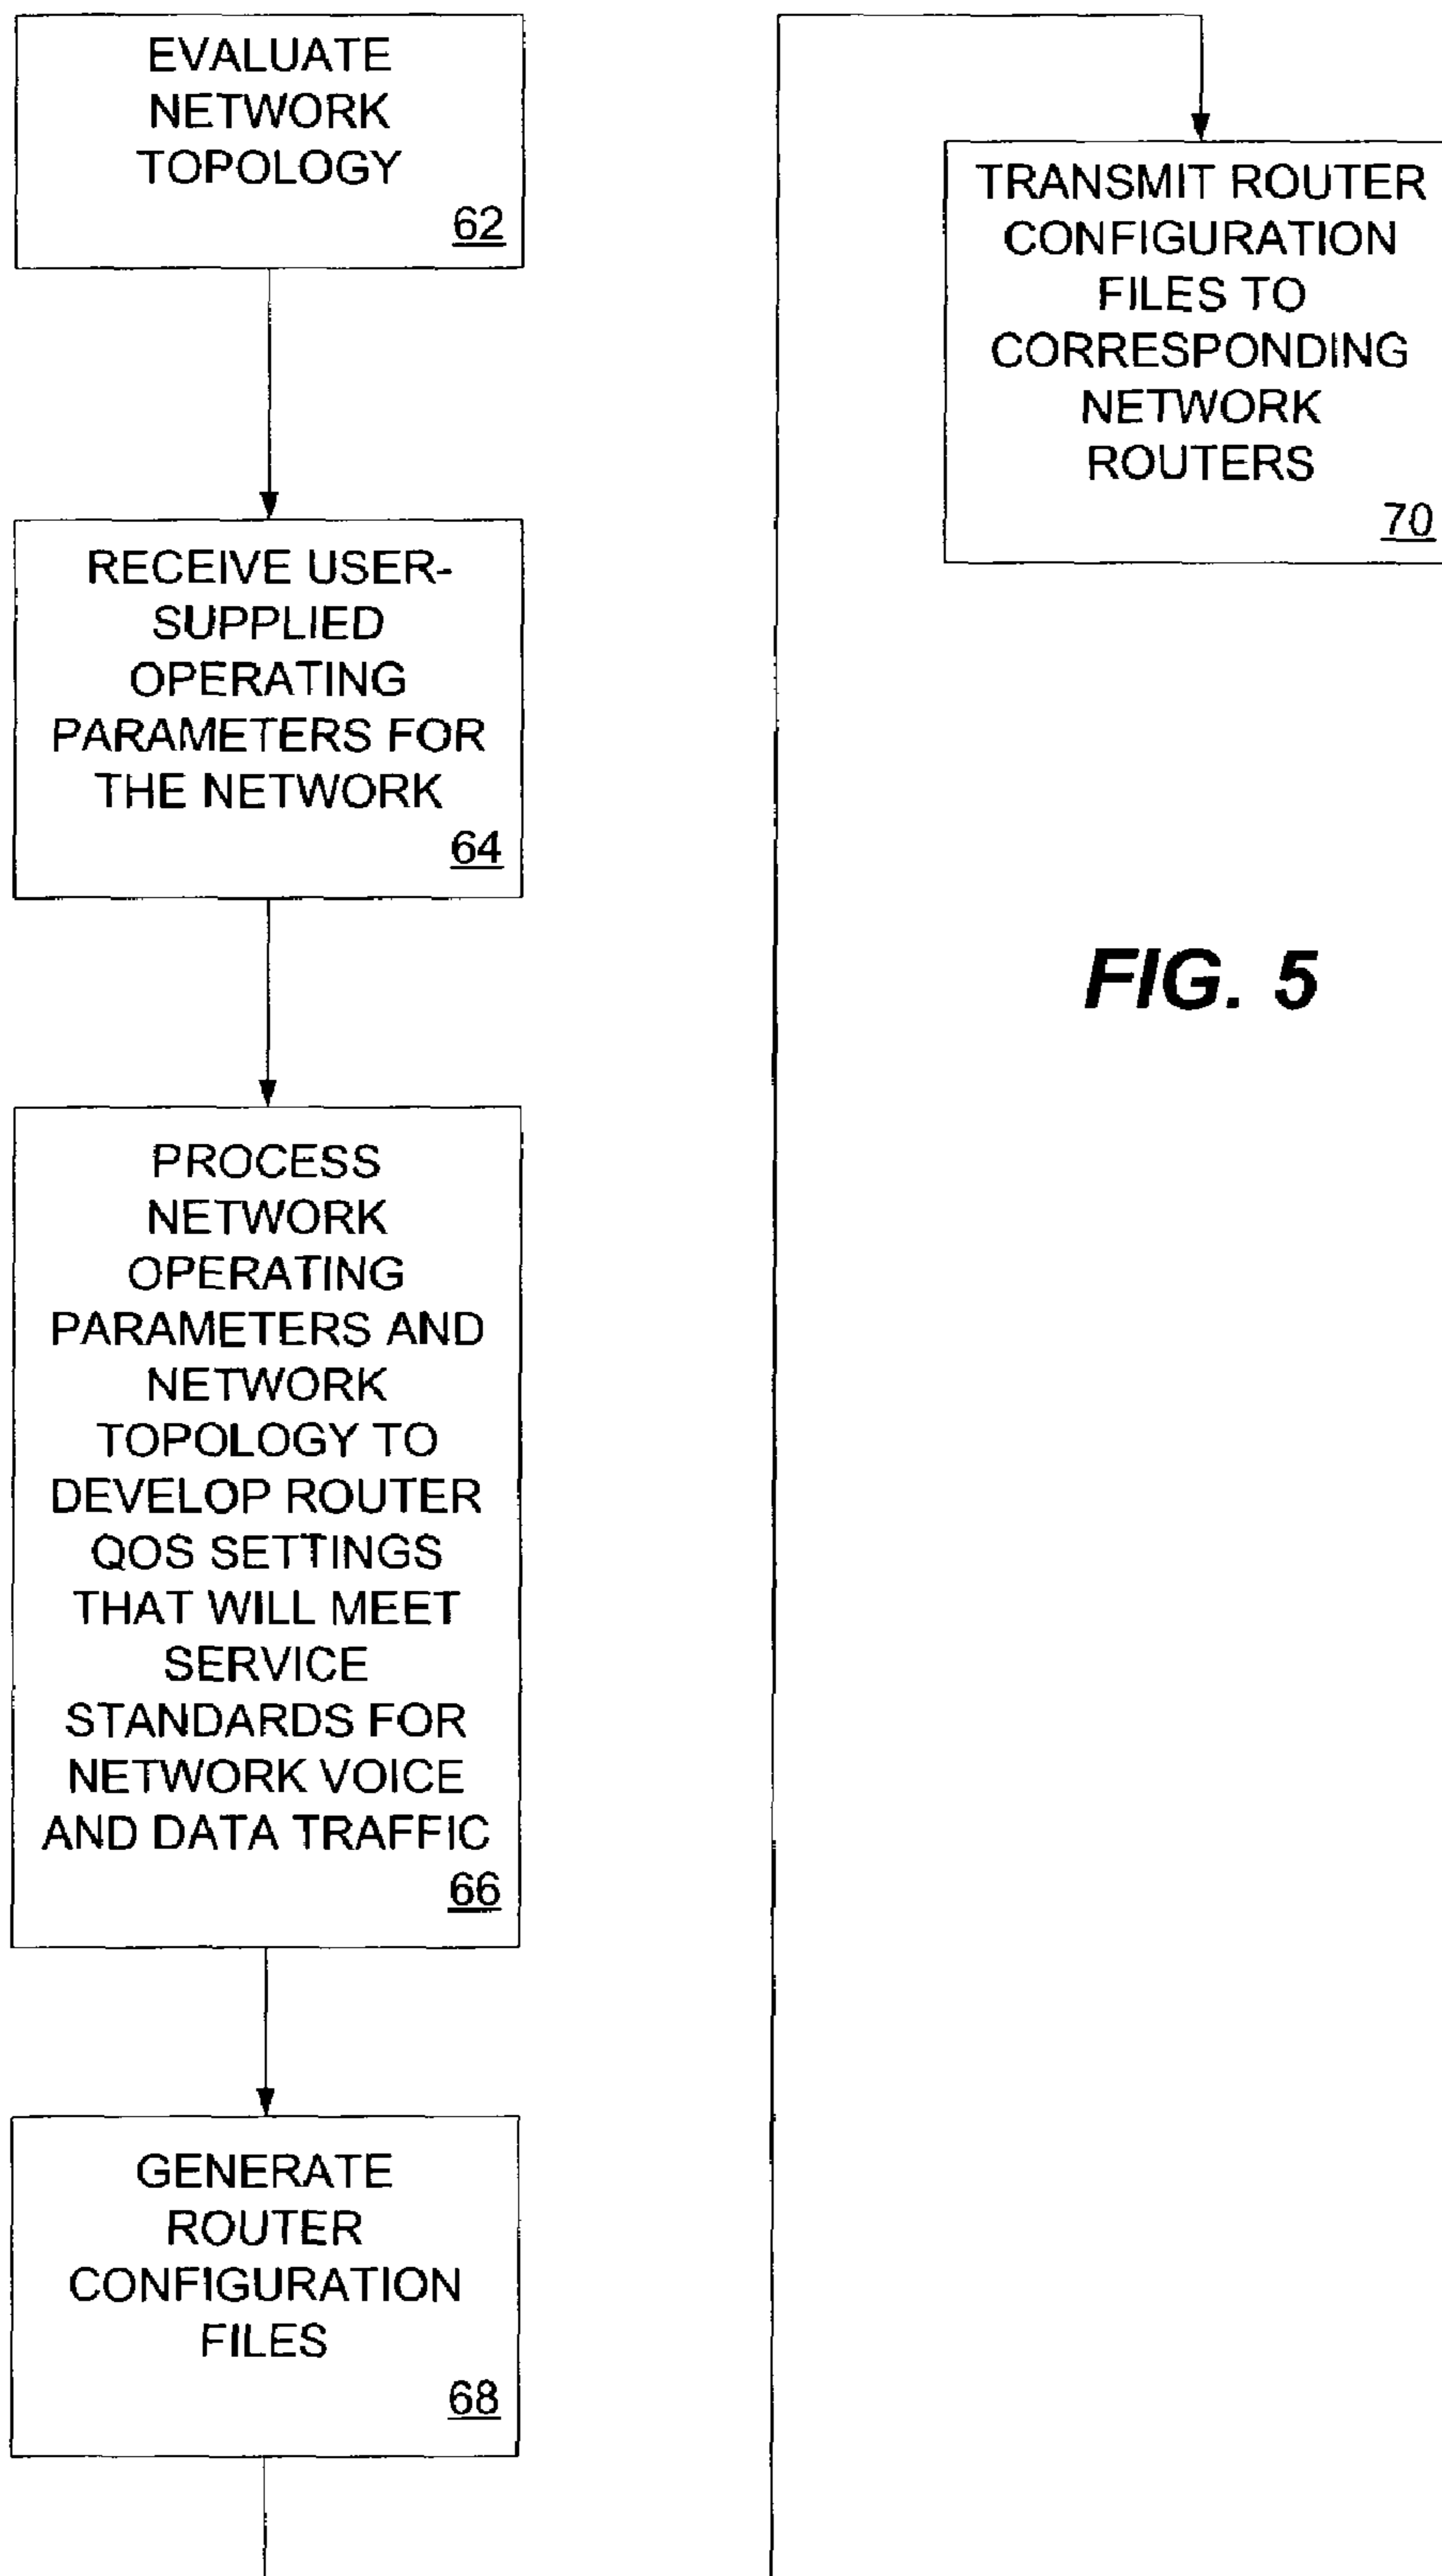 EVALUATE
NETWORK
TOPOLOGY
62
RECEIVE USER-
SUPPLIED
OPERATING
PARAMETERS FOR
THE NETWORK
64
PROCESS
NETWORK
OPERATING
PARAMETERS AND
NETWORK
TOPOLOGY TO
DEVELOP ROUTER
QOS SETTINGS
THAT WILL MEET
SERVICE
STANDARDS FOR
NETWORK VOICE
AND DATA TRAFFIC
66
GENERATE
ROUTER
CONFIGURATION
FILES
68
TRANSMIT ROUTER
CONFIGURATION
FILES TO
CORRESPONDING
NETWORK
ROUTERS
70
FIG. 5